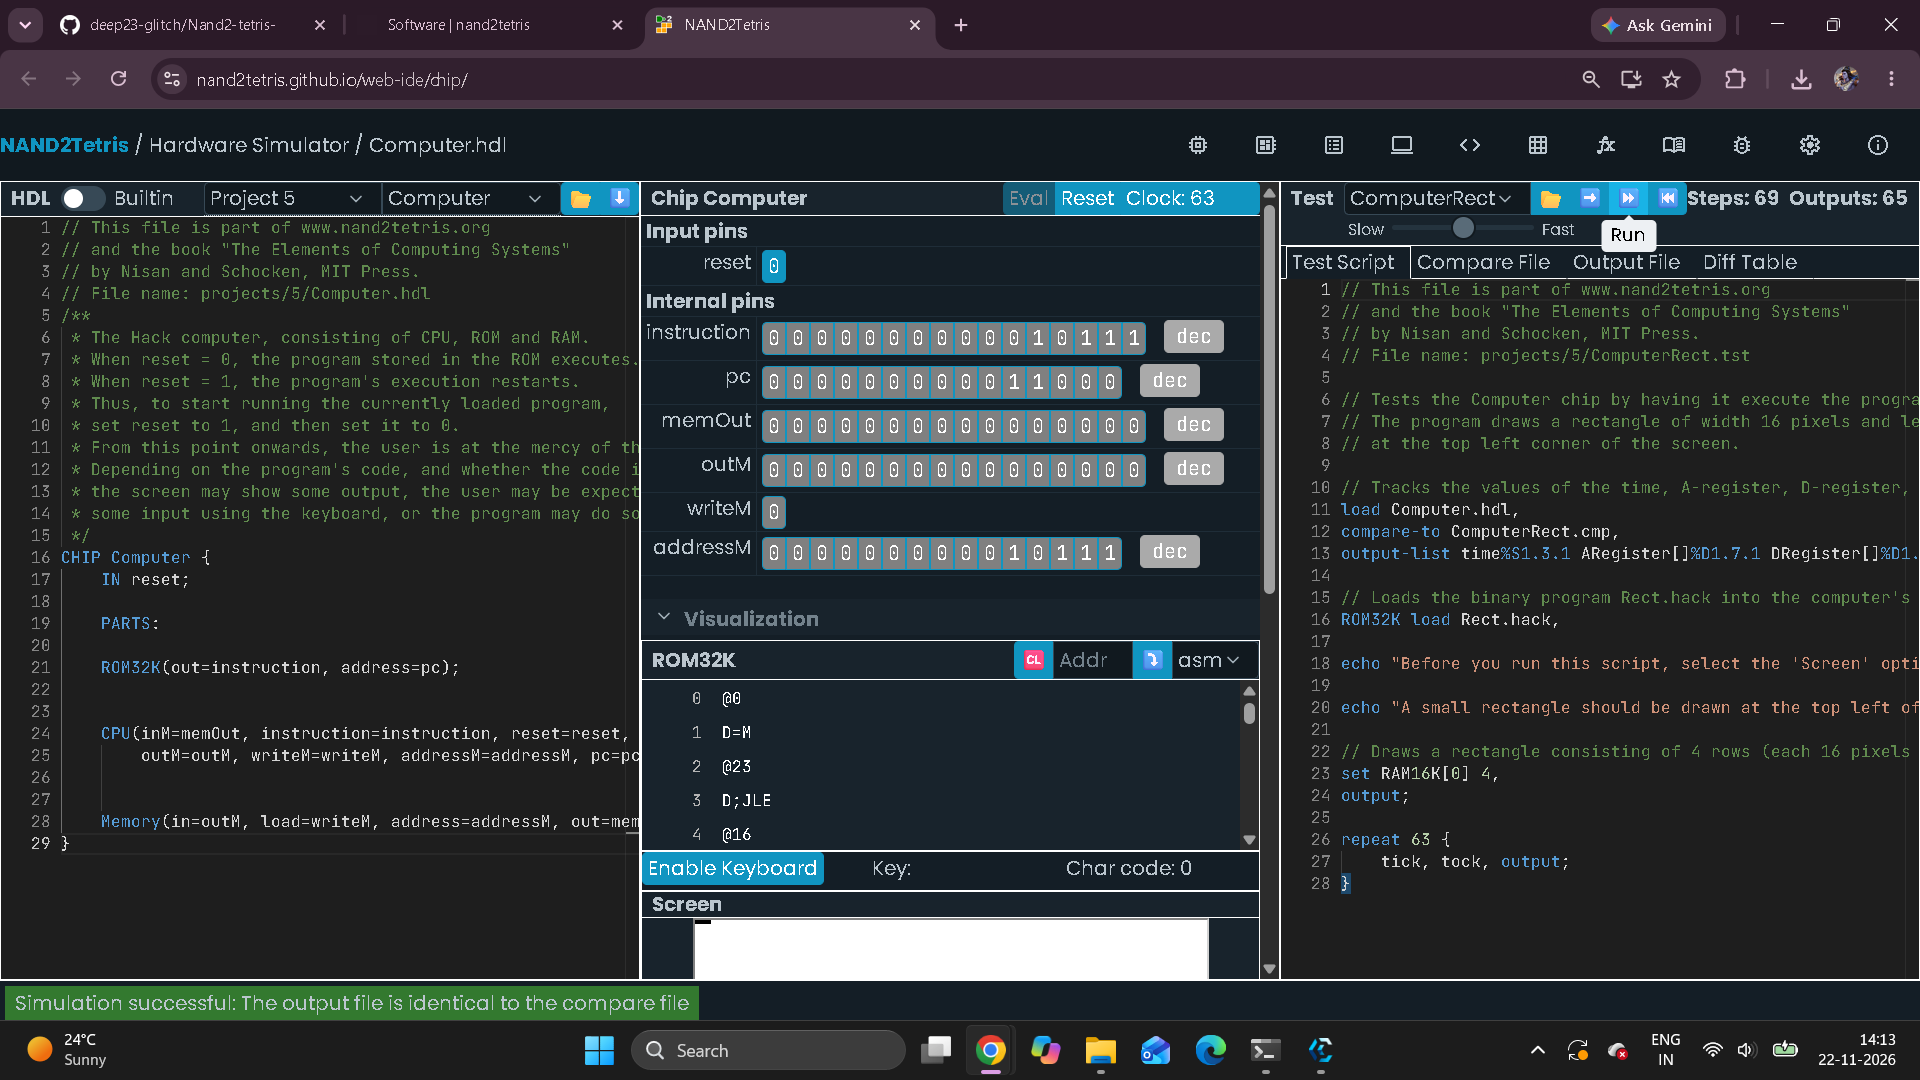 deep23-glitch/Nand2-tetris-
Software | nand2tetris
NAND2Tetris
Ask Gemini
nand2tetris.github.io/web-ide/chip/
NAND2Tetris / Hardware Simulator / Computer.hdl
HDL Builtin Project 5 Computer
1 // This file is part of www.nand2tetris.org
2 // and the book "The Elements of Computing Systems"
3 // by Nisan and Schocken, MIT Press.
4 // File name: projects/5/Computer.hdl
5 /**
6 * The Hack computer, consisting of CPU, ROM and RAM.
7 * When reset = 0, the program stored in the ROM executes.
8 * When reset = 1, the program's execution restarts.
9 * Thus, to start running the currently loaded program,
10 * set reset to 1, and then set it to 0.
11 * From this point onwards, the user is at the mercy of th
12 * Depending on the program's code, and whether the code i
13 * the screen may show some output, the user may be expect
14 * some input using the keyboard, or the program may do so
15 */
16 CHIP Computer {
17 IN reset;
18
19 PARTS:
20
21 ROM32K(out=instruction, address=pc);
22
23
24 CPU(inM=memOut, instruction=instruction, reset=reset,
25 outM=outM, writeM=writeM, addressM=addressM, pc=pc
26
27
28 Memory(in=outM, load=writeM, address=addressM, out=mem
29 }
Chip Computer Eval Reset Clock: 63
Input pins
reset 0
Internal pins
instruction 0 0 0 0 0 0 0 0 0 0 0 1 0 1 1 1 dec
pc 0 0 0 0 0 0 0 0 0 0 1 1 0 0 0 dec
memOut 0 0 0 0 0 0 0 0 0 0 0 0 0 0 0 0 dec
outM 0 0 0 0 0 0 0 0 0 0 0 0 0 0 0 0 dec
writeM 0
addressM 0 0 0 0 0 0 0 0 0 0 1 0 1 1 1 dec
Visualization
ROM32K CL Addr asm
0 @0
1 D=M
2 @23
3 D;JLE
4 @16
Enable Keyboard Key: Char code: 0
Screen
Test ComputerRect Steps: 69 Outputs: 65
Slow Fast
Run
Test Script Compare File Output File Diff Table
1 // This file is part of www.nand2tetris.org
2 // and the book "The Elements of Computing Systems"
3 // by Nisan and Schocken, MIT Press.
4 // File name: projects/5/ComputerRect.tst
5
6 // Tests the Computer chip by having it execute the progra
7 // The program draws a rectangle of width 16 pixels and le
8 // at the top left corner of the screen.
9
10 // Tracks the values of the time, A-register, D-register,
11 load Computer.hdl,
12 compare-to ComputerRect.cmp,
13 output-list time%S1.3.1 ARegister[]%D1.7.1 DRegister[]%D1.
14
15 // Loads the binary program Rect.hack into the computer's
16 ROM32K load Rect.hack,
17
18 echo "Before you run this script, select the 'Screen' opti
19
20 echo "A small rectangle should be drawn at the top left of
21
22 // Draws a rectangle consisting of 4 rows (each 16 pixels
23 set RAM16K[0] 4,
24 output;
25
26 repeat 63 {
27 tick, tock, output;
28 }
Simulation successful: The output file is identical to the compare file
24°C
Sunny
Search
ENG
IN
14:13
22-11-2026